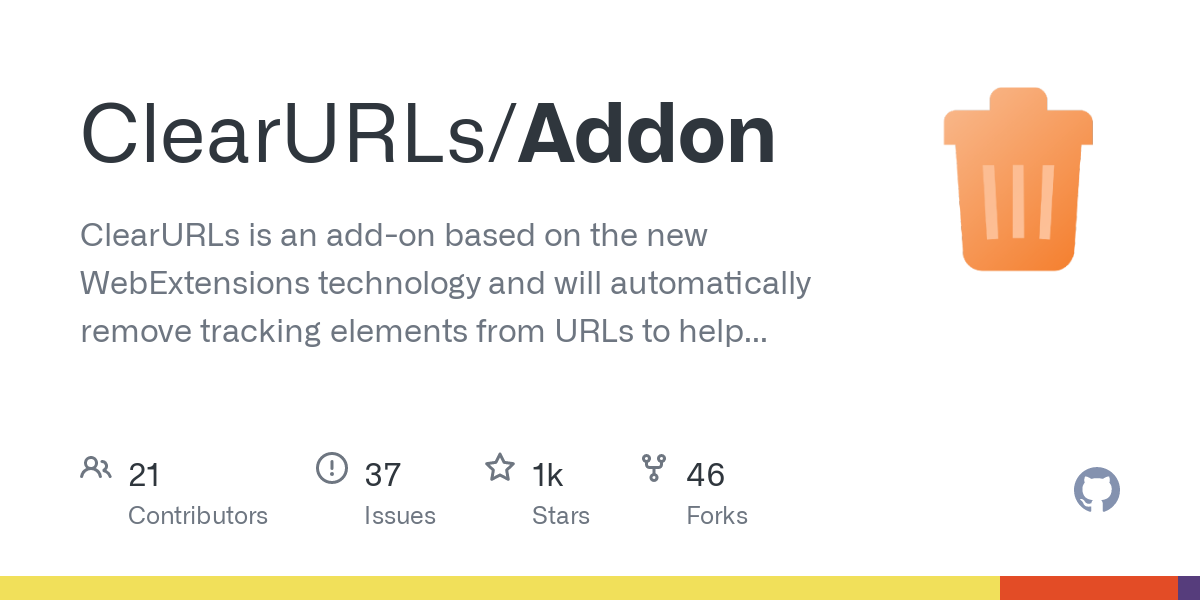 ClearURLs/Addon
ClearURLs is an add-on based on the new
WebExtensions technology and will automatically
remove tracking elements from URLs to help...
21 37 1k 46
Contributors Issues Stars Forks